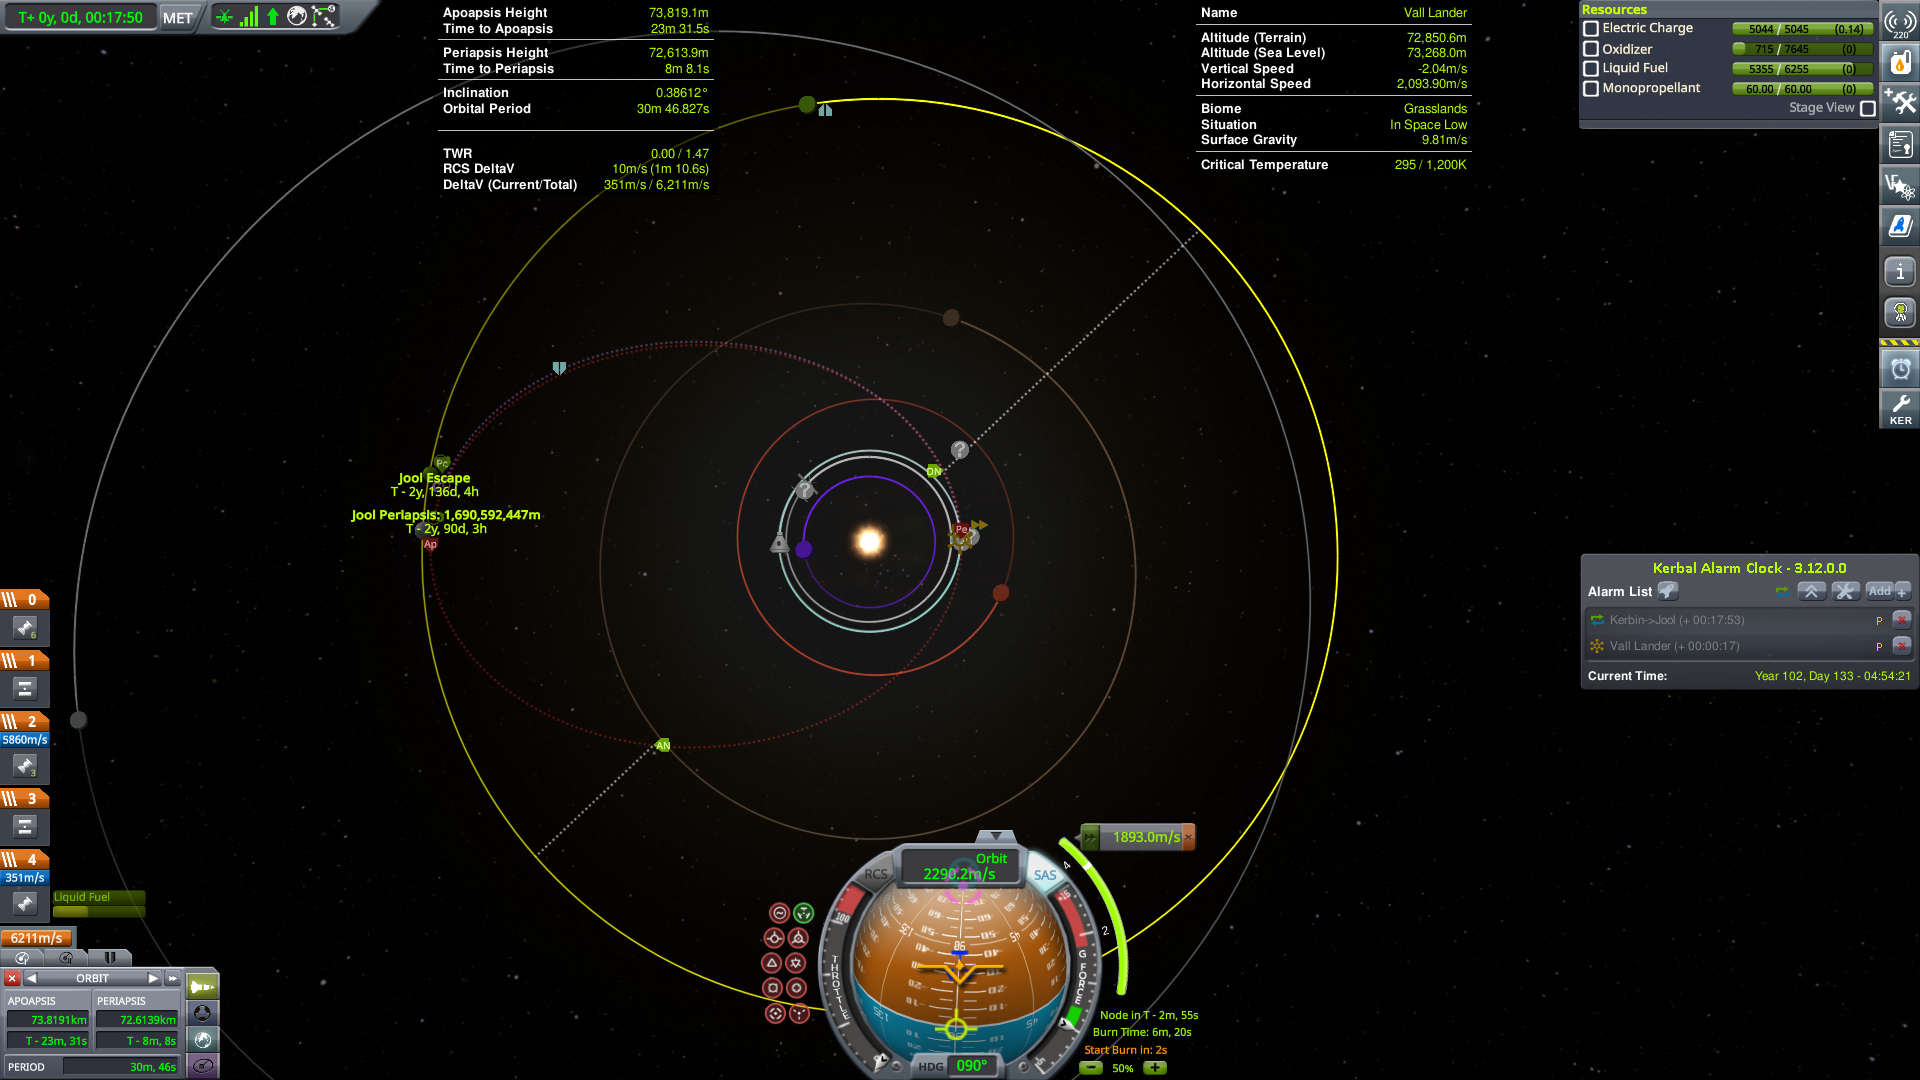 T+ 0y, 0d, 00:17:50 MET
Apoapsis Height 73,819.1m
Time to Apoapsis 23m 31.5s
Periapsis Height 72,613.9m
Time to Periapsis 8m 8.1s
Inclination 0.38612°
Orbital Period 30m 46.827s
TWR 0.00 / 1.47
RCS DeltaV 10m/s (1m 10.6s)
DeltaV (Current/Total) 351m/s / 6,211m/s
Name Vall Lander
Altitude (Terrain) 72,850.6m
Altitude (Sea Level) 73,268.0m
Vertical Speed -2.04m/s
Horizontal Speed 2,093.90m/s
Biome Grasslands
Situation In Space Low
Surface Gravity 9.81m/s
Critical Temperature 295 / 1,200K
Resources
Electric Charge 5044 / 5045 (0.14)
Oxidizer 715 / 7645 (0)
Liquid Fuel 5355 / 6255 (0)
Monopropellant 60.00 / 60.00 (0)
Stage View
220
KER
Pe
Jool Escape
T - 2y, 136d, 4h
Jool Periapsis: 1,690,592,447m
T - 2y, 90d, 3h
Ap
DN
?
?
Pe
AN
Kerbal Alarm Clock - 3.12.0.0
Alarm List Add +
Kerbin->Jool (+ 00:17:53) P
Vall Lander (+ 00:00:17) P
Current Time: Year 102, Day 133 - 04:54:21
0
6
1
2
5860m/s
3
3
4
351m/s
Liquid Fuel
6211m/s
ORBIT
APOAPSIS PERIAPSIS
73.8191km 72.6139km
T - 23m, 31s T - 8m, 8s
PERIOD 30m, 46s
1893.0m/s
RCS
Orbit
2290.2m/s
SAS
THROTTLE
100
G FORCE
4
2
HDG 090°
Node in T - 2m, 55s
Burn Time: 6m, 20s
Start Burn in: 2s
50%